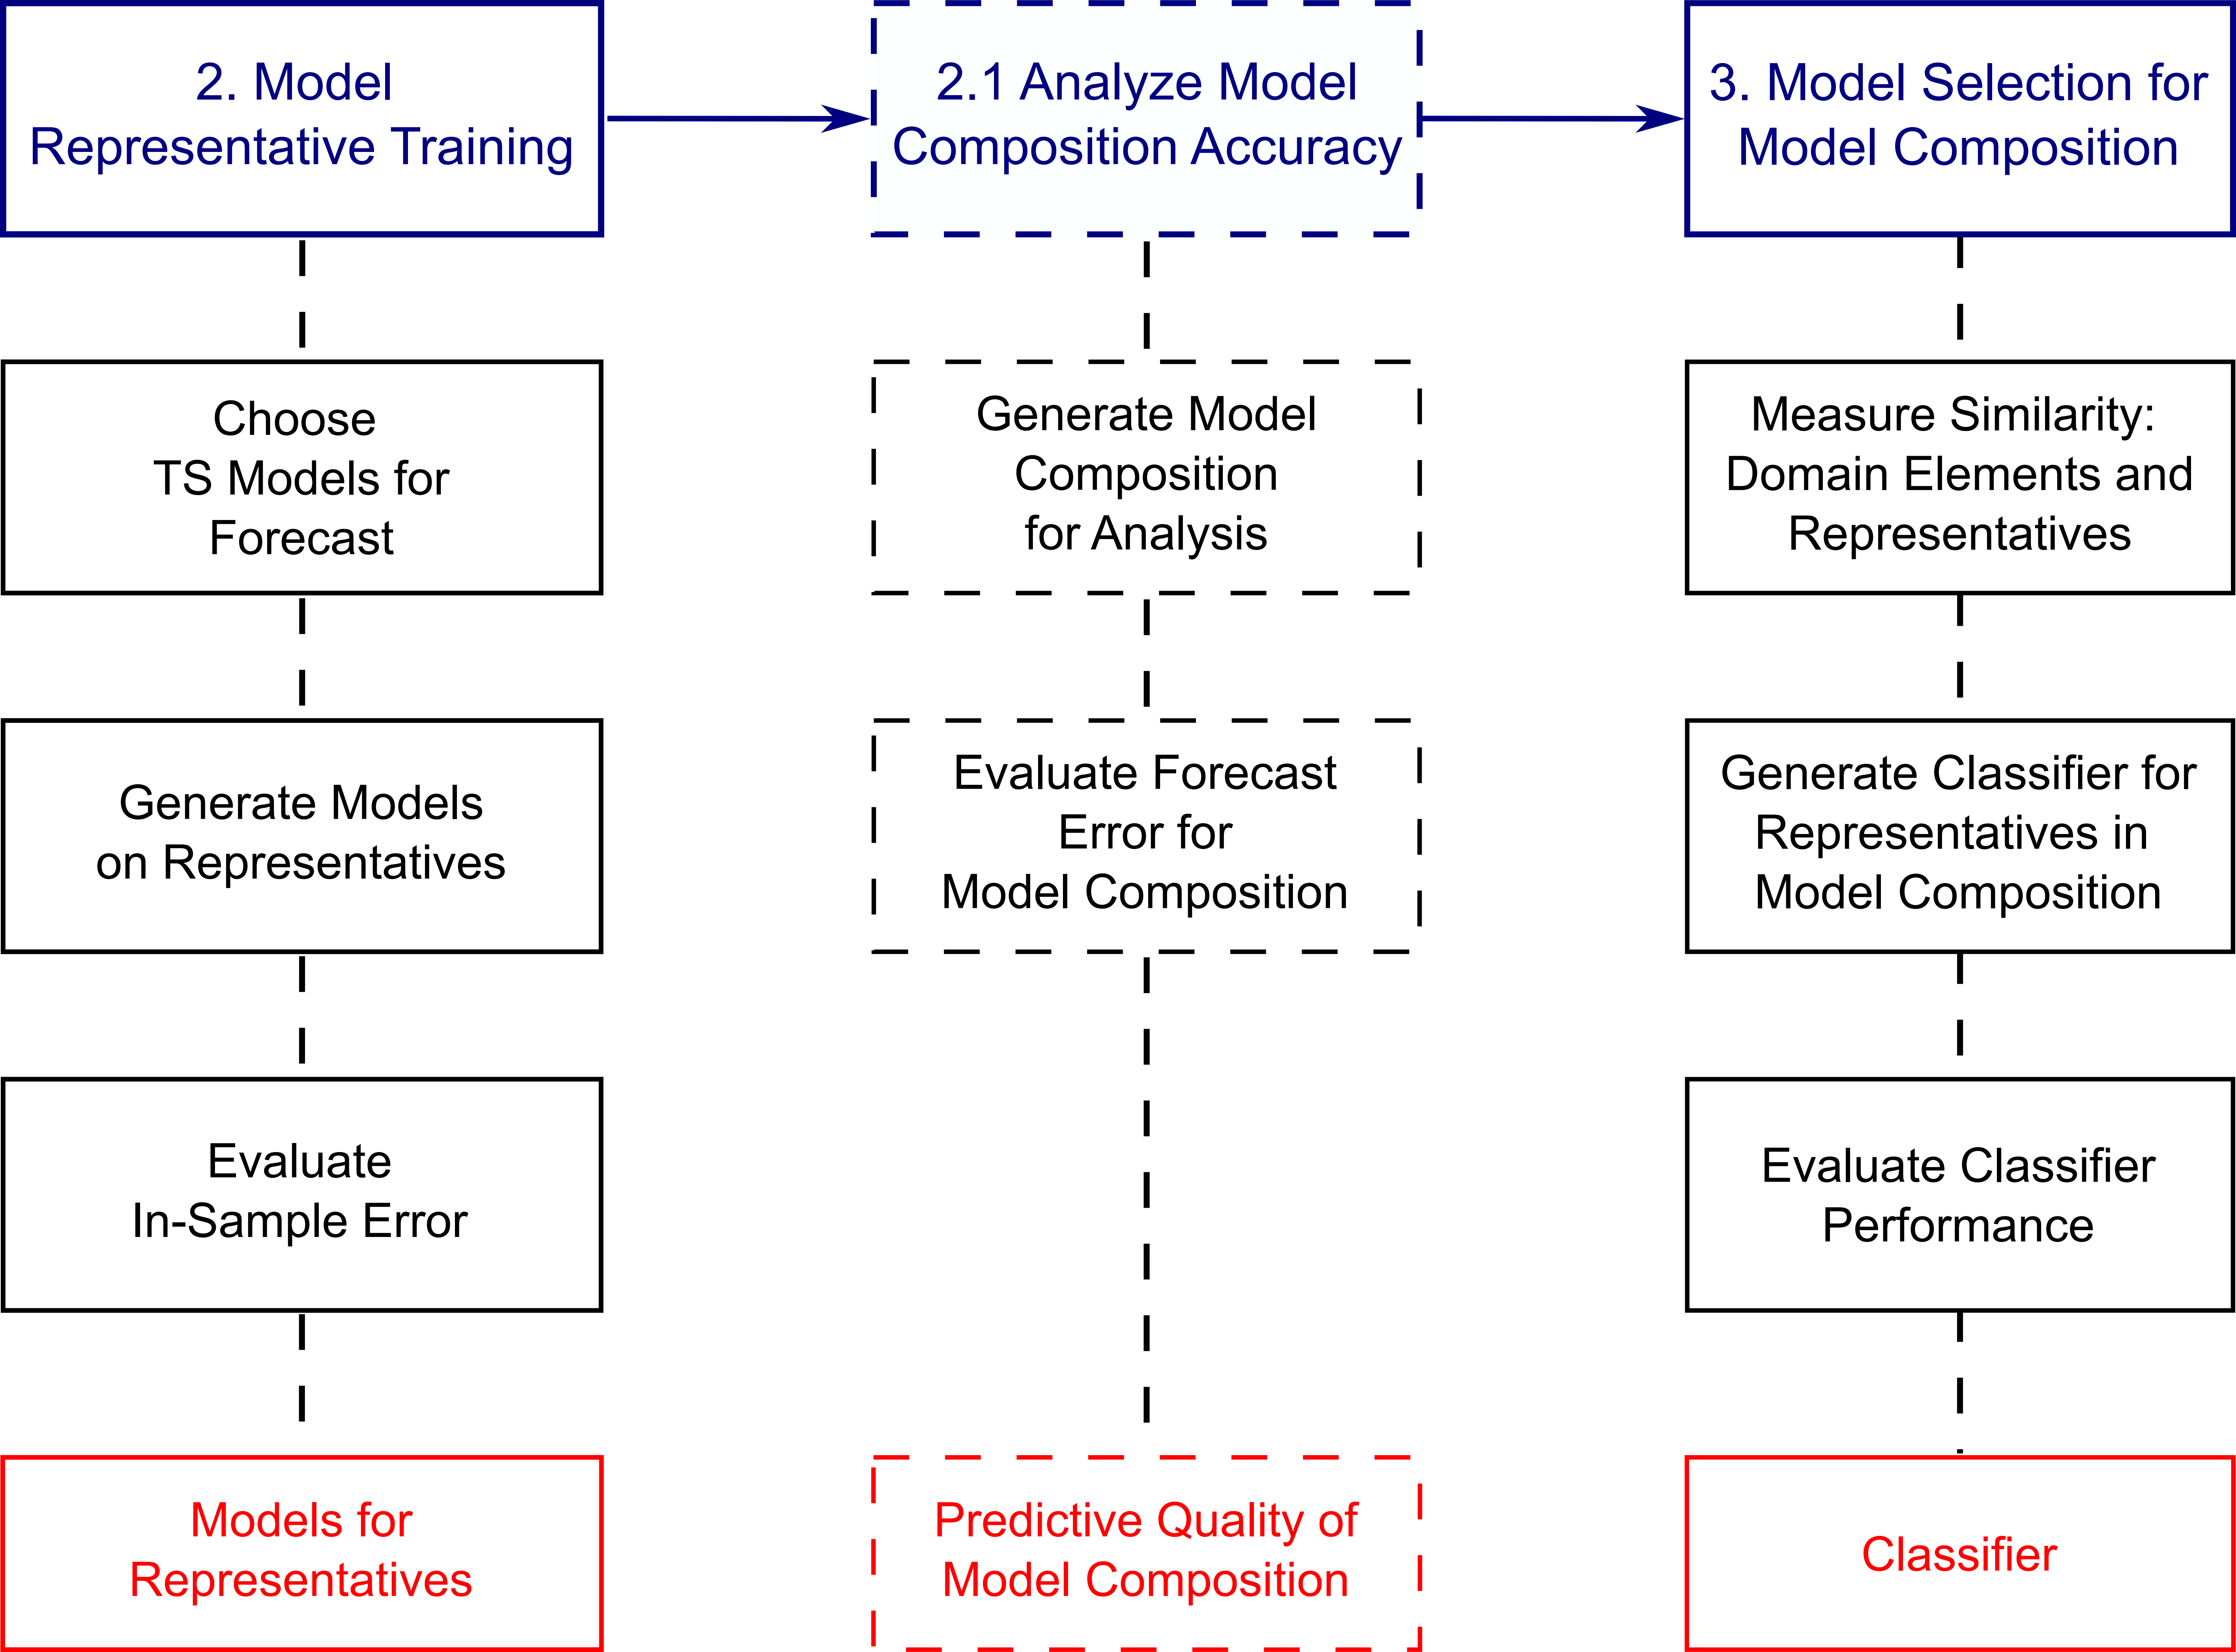 2. Model
Representative Training
2.1 Analyze Model
Composition Accuracy
3. Model Selection for
Model Composition
Choose
TS Models for
Forecast
Generate Model
Composition
for Analysis
Measure Similarity:
Domain Elements and
Representatives
Generate Models
on Representatives
Evaluate Forecast
Error for
Model Composition
Generate Classifier for
Representatives in
Model Composition
Evaluate
In-Sample Error
Evaluate Classifier
Performance
Models for
Representatives
Predictive Quality of
Model Composition
Classifier